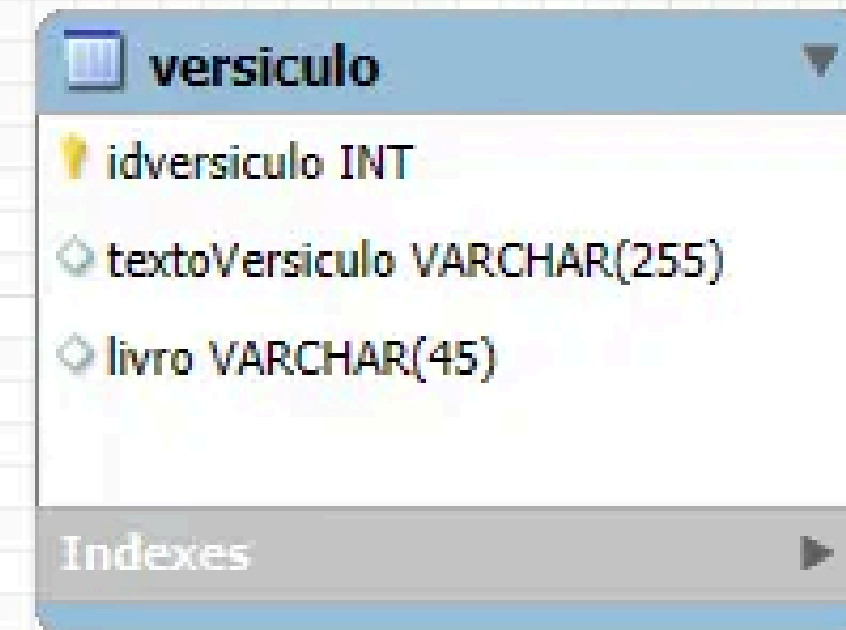 versiculo
idversiculo INT
textoVersiculo VARCHAR(255)
livro VARCHAR(45)
Indexes